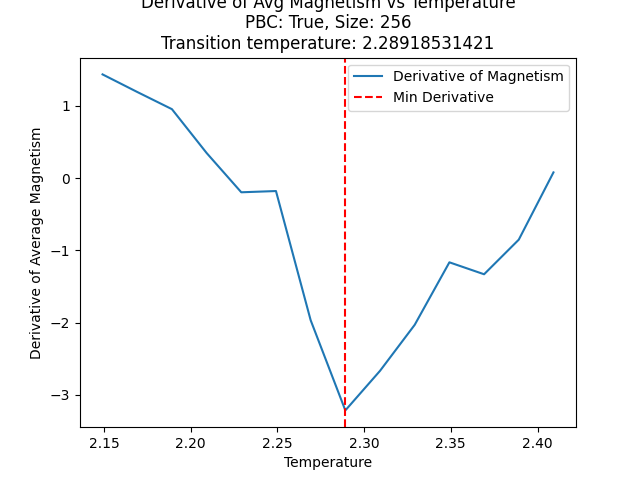 Derivative of Avg Magnetism vs Temperature
PBC: True, Size: 256
Transition temperature: 2.28918531421
Derivative of Magnetism
Min Derivative
Derivative of Average Magnetism
1
0
−1
−2
−3
2.15 2.20 2.25 2.30 2.35 2.40
Temperature